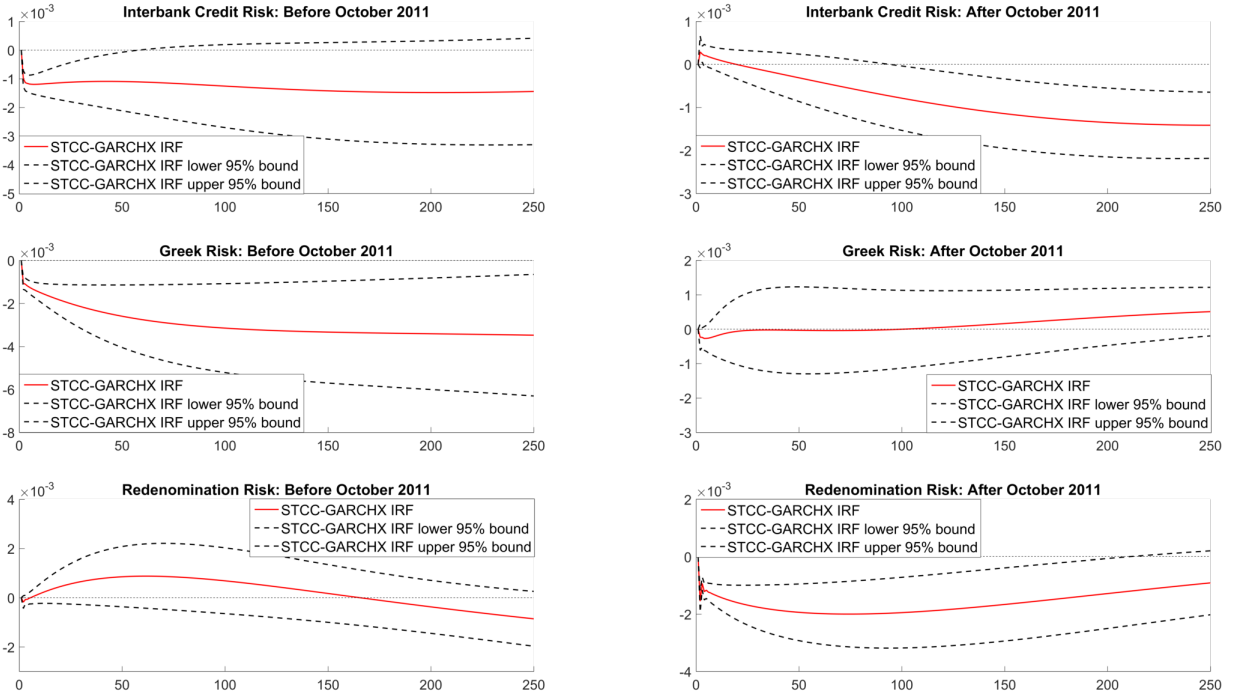 Interbank Credit Risk: Before October 2011
×10⁻³
1
0
-1
-2
-3
-4
-5
STCC-GARCHX IRF
STCC-GARCHX IRF lower 95% bound
STCC-GARCHX IRF upper 95% bound
0 50 100 150 200 250
Interbank Credit Risk: After October 2011
×10⁻³
1
0
-1
-2
-3
STCC-GARCHX IRF
STCC-GARCHX IRF lower 95% bound
STCC-GARCHX IRF upper 95% bound
0 50 100 150 200 250
Greek Risk: Before October 2011
×10⁻³
0
-2
-4
-6
-8
STCC-GARCHX IRF
STCC-GARCHX IRF lower 95% bound
STCC-GARCHX IRF upper 95% bound
0 50 100 150 200 250
Greek Risk: After October 2011
×10⁻³
2
1
0
-1
-2
-3
STCC-GARCHX IRF
STCC-GARCHX IRF lower 95% bound
STCC-GARCHX IRF upper 95% bound
0 50 100 150 200 250
Redenomination Risk: Before October 2011
×10⁻³
4
2
0
-2
STCC-GARCHX IRF
STCC-GARCHX IRF lower 95% bound
STCC-GARCHX IRF upper 95% bound
0 50 100 150 200 250
Redenomination Risk: After October 2011
×10⁻³
2
0
-2
-4
STCC-GARCHX IRF
STCC-GARCHX IRF lower 95% bound
STCC-GARCHX IRF upper 95% bound
0 50 100 150 200 250